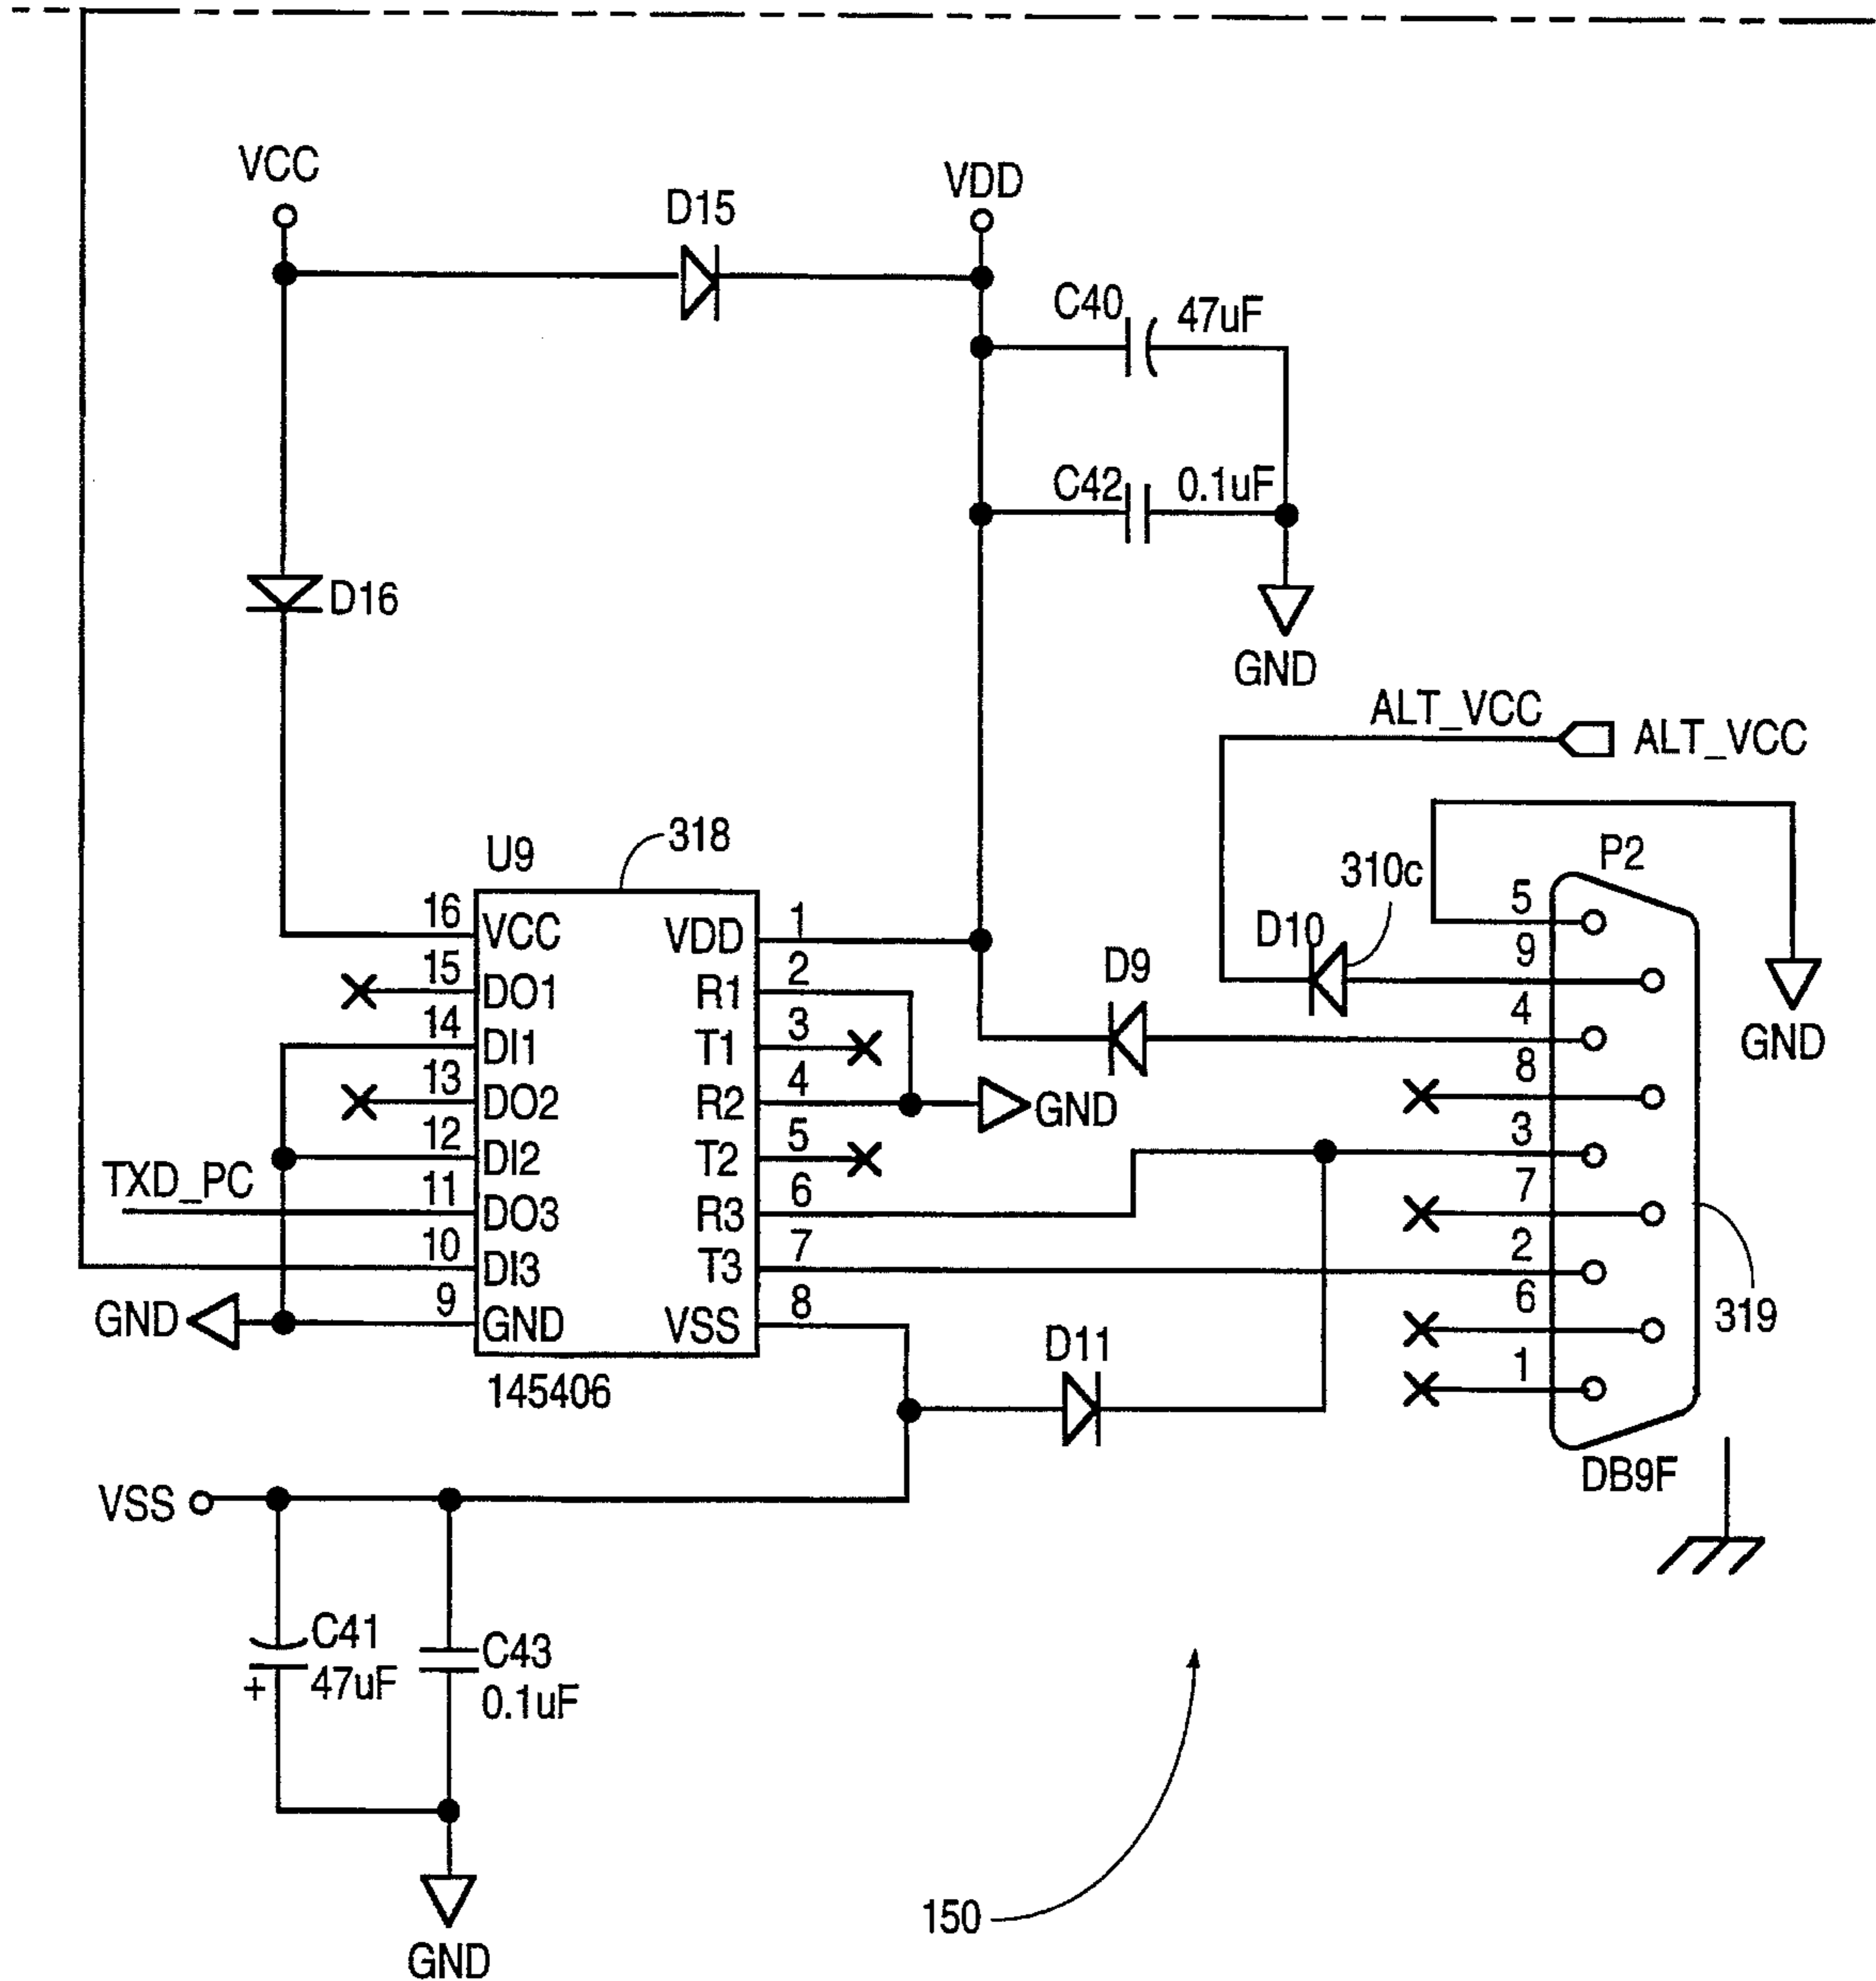 VCC
D15
VDD
C40 47uF
C42 0.1uF
D16
GND
ALT_VCC ALT_VCC
U9
318
310c
P2
D10
D9
GND
16 VCC VDD 1
15 DO1 R1 2
14 DI1 T1 3
13 DO2 R2 4
GND
12 DI2 T2 5
TXD_PC
11 DO3 R3 6
10 DI3 T3 7
GND
9 GND VSS 8
145406
5
9
4
8
3
7
2
6
1
319
DB9F
D11
VSS
C41
47uF
+
C43
0.1uF
GND
150